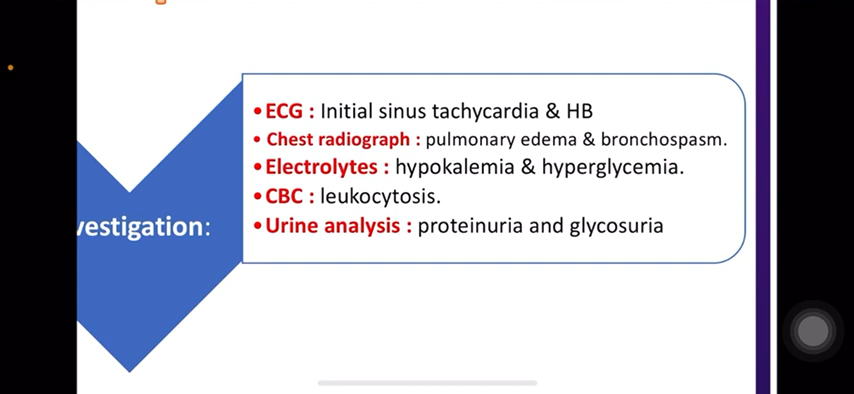 •ECG : Initial sinus tachycardia & HB
• Chest radiograph : pulmonary edema & bronchospasm.
•Electrolytes : hypokalemia & hyperglycemia.
•CBC : leukocytosis.
•Urine analysis : proteinuria and glycosuria
vestigation: